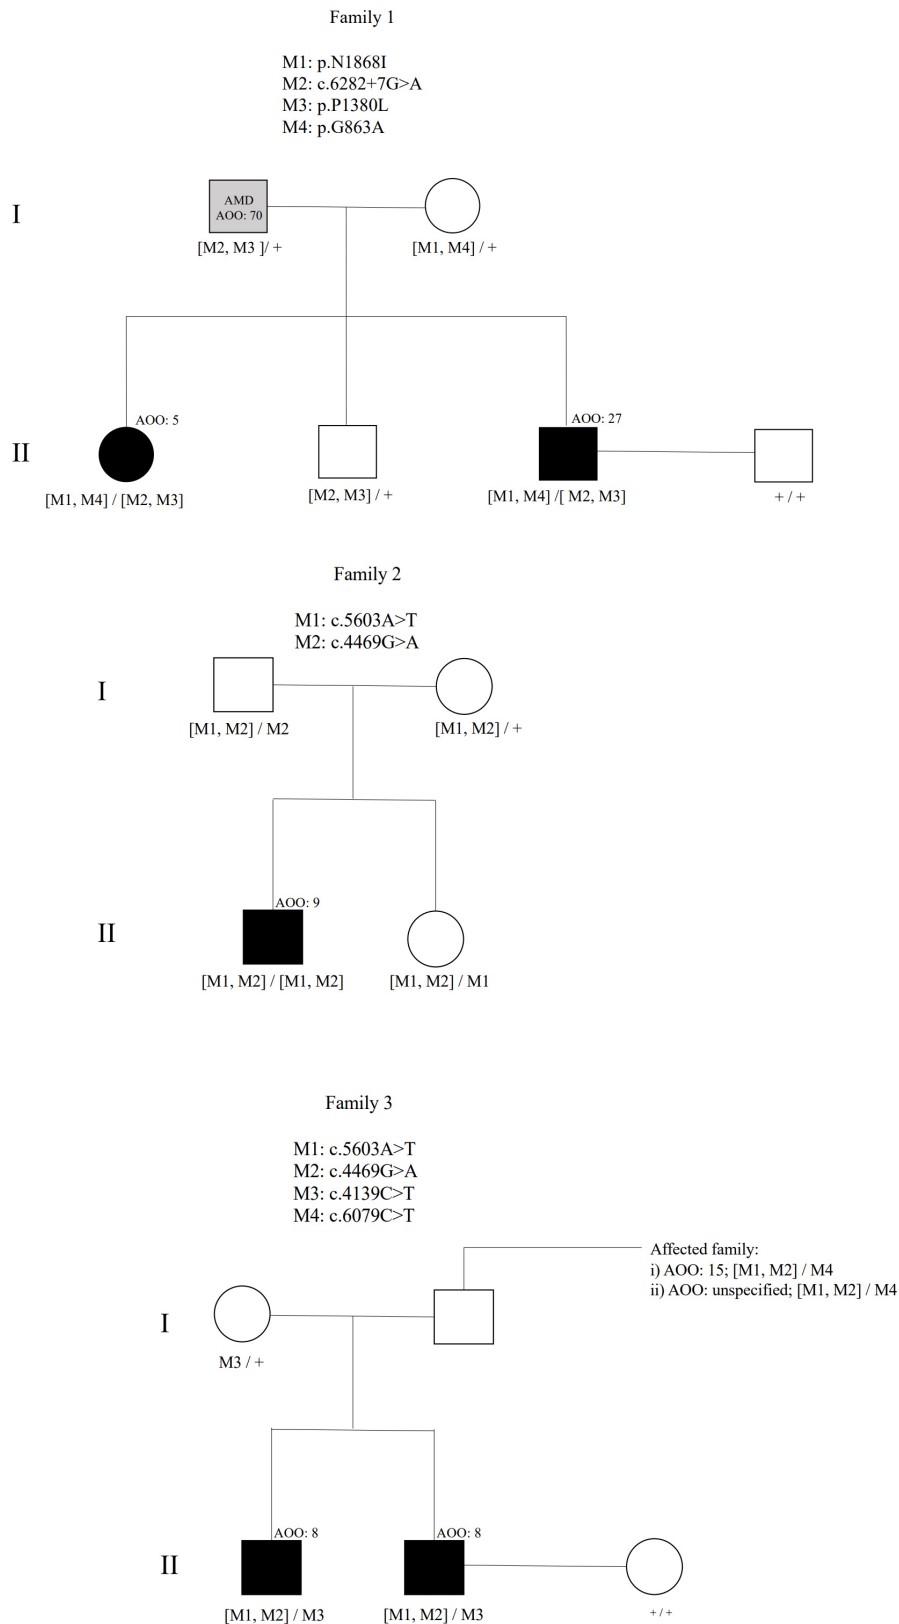 Family 1
M1: p.N1868I
M2: c.6282+7G>A
M3: p.P1380L
M4: p.G863A
I
AMD
AOO: 70
[M2, M3 ]/ +
[M1, M4] / +
II
AOO: 5
AOO: 27
[M1, M4] / [M2, M3]
[M2, M3] / +
[M1, M4] /[ M2, M3]
+ / +
Family 2
M1: c.5603A>T
M2: c.4469G>A
I
[M1, M2] / M2
[M1, M2] / +
II
AOO: 9
[M1, M2] / [M1, M2]
[M1, M2] / M1
Family 3
M1: c.5603A>T
M2: c.4469G>A
M3: c.4139C>T
M4: c.6079C>T
Affected family:
i) AOO: 15; [M1, M2] / M4
ii) AOO: unspecified; [M1, M2] / M4
I
M3 / +
II
AOO: 8
AOO: 8
[M1, M2] / M3
[M1, M2] / M3
+ / +